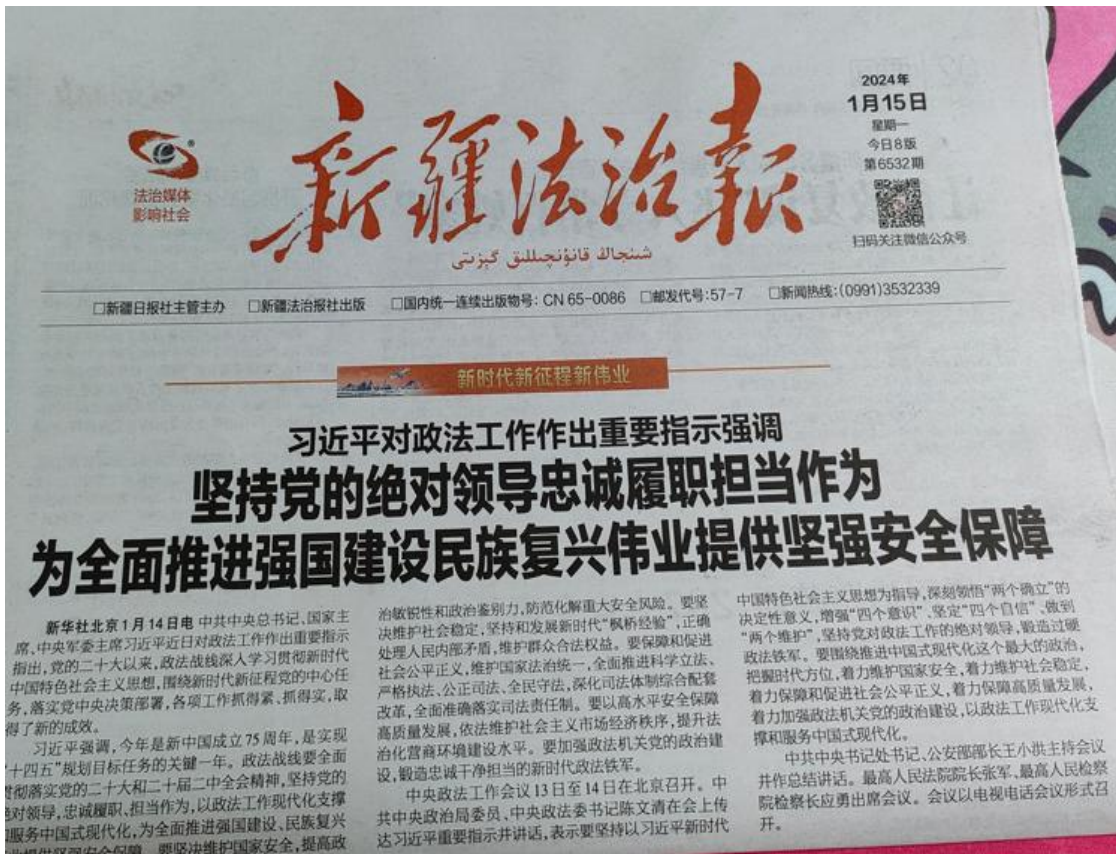 2024年
1月15日
星期一
今日8版
第6532期
扫码关注微信公众号
法治媒体
影响社会
新疆法治报
شىنجاڭ قانۇنچىلىق گېزىتى
□新疆日报社主管主办 □新疆法治报社出版 □国内统一连续出版物号：CN 65-0086 □邮发代号：57-7 □新闻热线：(0991)3532339
新时代新征程新伟业
习近平对政法工作作出重要指示强调
坚持党的绝对领导忠诚履职担当作为
为全面推进强国建设民族复兴伟业提供坚强安全保障
新华社北京1月14日电 中共中央总书记、国家主
席、中央军委主席习近平近日对政法工作作出重要指示
指出，党的二十大以来，政法战线深入学习贯彻新时代
中国特色社会主义思想，围绕新时代新征程党的中心任
务，落实党中央决策部署，各项工作抓得紧、抓得实，取
得了新的成效。
习近平强调，今年是新中国成立75周年，是实现
“十四五”规划目标任务的关键一年。政法战线要全面
贯彻落实党的二十大和二十届二中全会精神，坚持党的
绝对领导，忠诚履职、担当作为，以政法工作现代化支撑
和服务中国式现代化，为全面推进强国建设、民族复兴
伟业提供坚强安全保障。要坚决维护国家安全，提高政
治敏锐性和政治鉴别力，防范化解重大安全风险。要坚
决维护社会稳定，坚持和发展新时代“枫桥经验”，正确
处理人民内部矛盾，维护群众合法权益。要保障和促进
社会公平正义，维护国家法治统一，全面推进科学立法、
严格执法、公正司法、全民守法，深化司法体制综合配套
改革，全面准确落实司法责任制。要以高水平安全保障
高质量发展，依法维护社会主义市场经济秩序，提升法
治化营商环境建设水平。要加强政法机关党的政治建
设，锻造忠诚干净担当的新时代政法铁军。
中央政法工作会议13日至14日在北京召开。中
共中央政治局委员、中央政法委书记陈文清在会上传
达习近平重要指示并讲话，表示要坚持以习近平新时代
中国特色社会主义思想为指导，深刻领悟“两个确立”的
决定性意义，增强“四个意识”、坚定“四个自信”、做到
“两个维护”，坚持党对政法工作的绝对领导，锻造过硬
政法铁军。要围绕推进中国式现代化这个最大的政治，
把握时代方位，着力维护国家安全，着力维护社会稳定，
着力保障和促进社会公平正义，着力保障高质量发展，
着力加强政法机关党的政治建设，以政法工作现代化支
撑和服务中国式现代化。
中共中央书记处书记、公安部部长王小洪主持会议
并作总结讲话。最高人民法院院长张军、最高人民检察
院检察长应勇出席会议。会议以电视电话会议形式召
开。